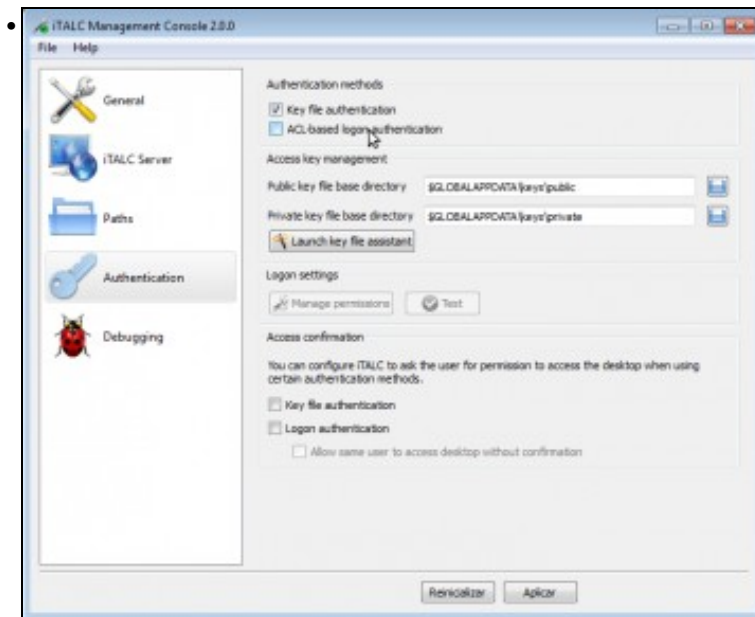 iTALC Management Console 2.0.0
File Help
General
iTALC Server
Paths
Authentication
Debugging
Authentication methods
Key file authentication
ACL-based logon authentication
Access key management
Public key file base directory $GLOBALAPPDATA\keys\public
Private key file base directory $GLOBALAPPDATA\keys\private
Launch key file assistant
Logon settings
Manage permissions Test
Access confirmation
You can configure iTALC to ask the user for permission to access the desktop when using
certain authentication methods.
Key file authentication
Logon authentication
Allow same user to access desktop without confirmation
Reinicializar Aplicar